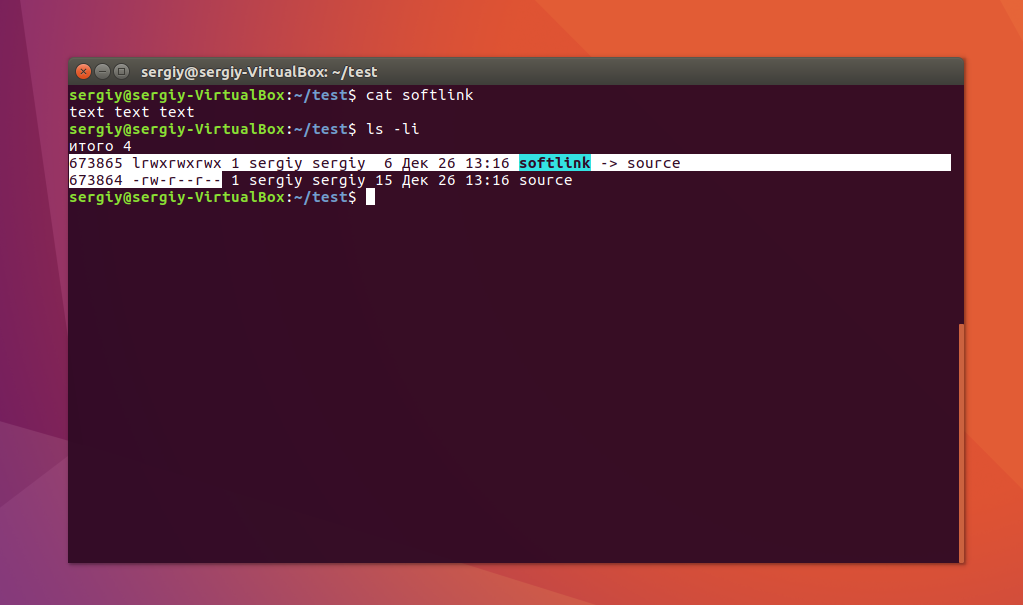 sergiy@sergiy-VirtualBox: ~/test
sergiy@sergiy-VirtualBox:~/test$ cat softlink
text text text
sergiy@sergiy-VirtualBox:~/test$ ls -li
итого 4
673865 lrwxrwxrwx 1 sergiy sergiy  6 Дек 26 13:16 softlink -> source
673864 -rw-r--r-- 1 sergiy sergiy 15 Дек 26 13:16 source
sergiy@sergiy-VirtualBox:~/test$